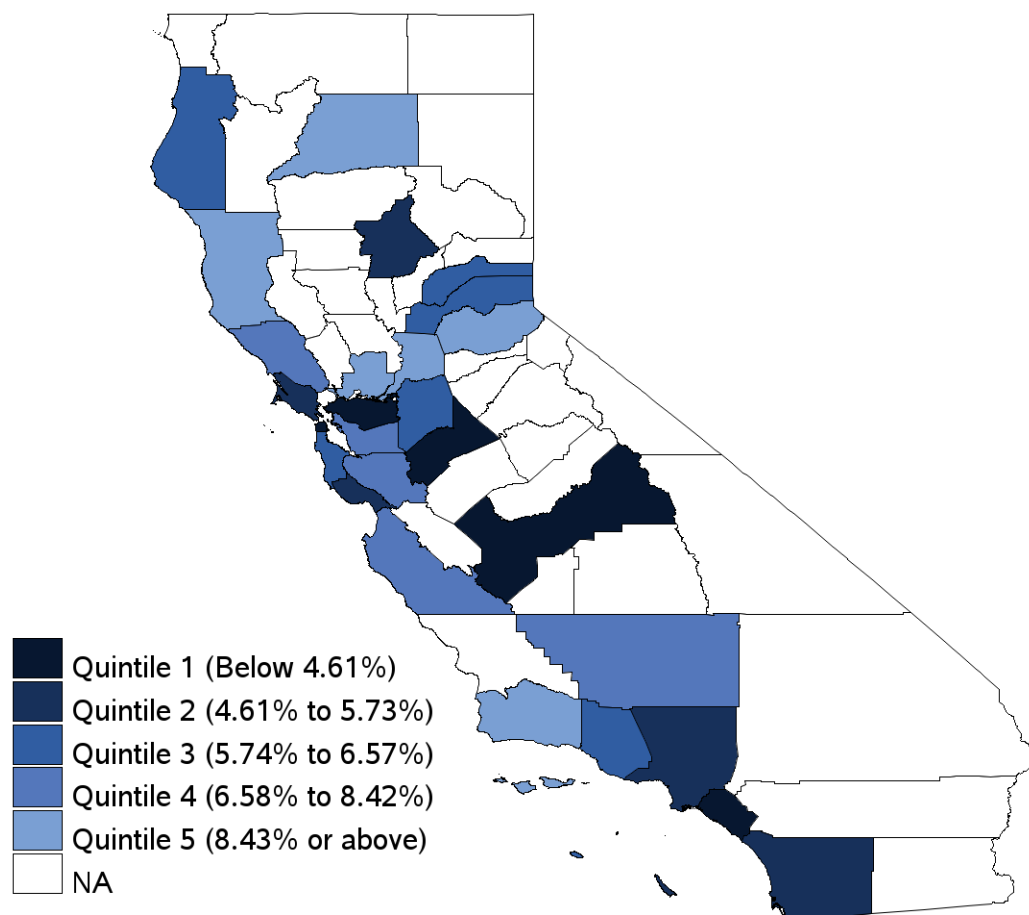 Quintile 1 (Below 4.61%)
Quintile 2 (4.61% to 5.73%)
Quintile 3 (5.74% to 6.57%)
Quintile 4 (6.58% to 8.42%)
Quintile 5 (8.43% or above)
NA